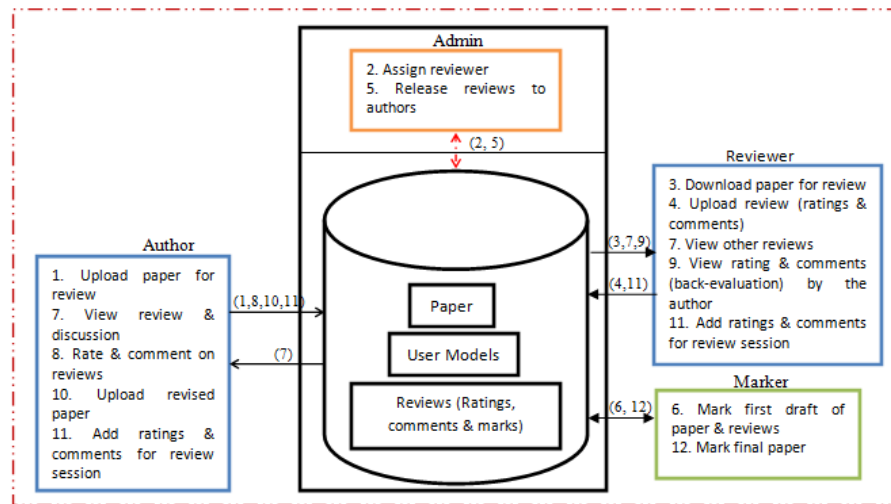 Admin
2. Assign reviewer
5. Release reviews to
authors
(2, 5)
Reviewer
3. Download paper for review
4. Upload review (ratings &
comments)
7. View other reviews
9. View rating & comments
(back-evaluation) by the
author
11. Add ratings & comments
for review session
(3,7,9)
(4,11)
Author
1. Upload paper for
review
7. View review &
discussion
8. Rate & comment on
reviews
10. Upload revised
paper
11. Add ratings &
comments for review
session
(1,8,10,11)
(7)
Paper
User Models
Reviews (Ratings,
comments & marks)
Marker
(6, 12)
6. Mark first draft of
paper & reviews
12. Mark final paper